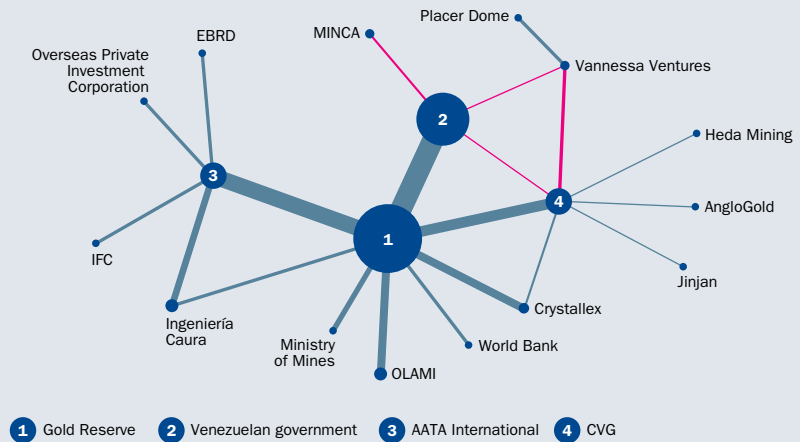 Placer Dome
MINCA
EBRD
Overseas Private
Investment
Corporation
Vannessa Ventures
2
Heda Mining
3
4
AngloGold
1
IFC
Jinjan
Crystallex
Ingeniería
Caura
Ministry
of Mines
World Bank
OLAMI
1 Gold Reserve 2 Venezuelan government 3 AATA International 4 CVG